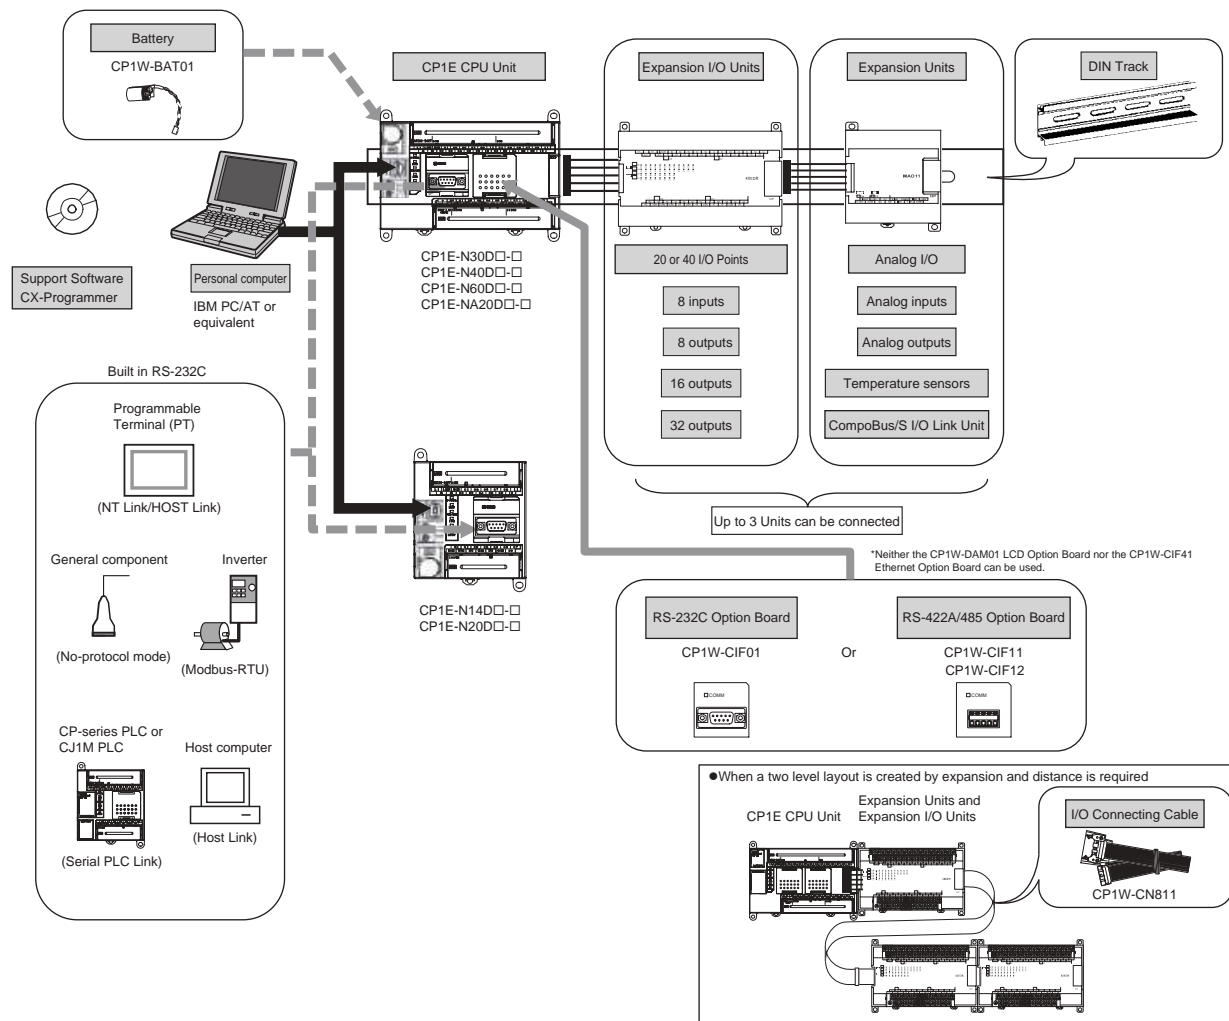 Battery
CP1W-BAT01
CP1E CPU Unit
Expansion I/O Units
Expansion Units
DIN Track
MAD11
Support Software
CX-Programmer
Personal computer
IBM PC/AT or
equivalent
CP1E-N30D□-□
CP1E-N40D□-□
CP1E-N60D□-□
CP1E-NA20D□-□
20 or 40 I/O Points
8 inputs
8 outputs
16 outputs
32 outputs
Analog I/O
Analog inputs
Analog outputs
Temperature sensors
CompoBus/S I/O Link Unit
Up to 3 Units can be connected
Built in RS-232C
Programmable
Terminal (PT)
(NT Link/HOST Link)
General component
Inverter
(No-protocol mode)
(Modbus-RTU)
CP-series PLC or
CJ1M PLC
Host computer
(Host Link)
(Serial PLC Link)
CP1E-N14D□-□
CP1E-N20D□-□
*Neither the CP1W-DAM01 LCD Option Board nor the CP1W-CIF41
Ethernet Option Board can be used.
RS-232C Option Board
CP1W-CIF01
COMM
Or
RS-422A/485 Option Board
CP1W-CIF11
CP1W-CIF12
COMM
●When a two level layout is created by expansion and distance is required
CP1E CPU Unit
Expansion Units and
Expansion I/O Units
I/O Connecting Cable
CP1W-CN811